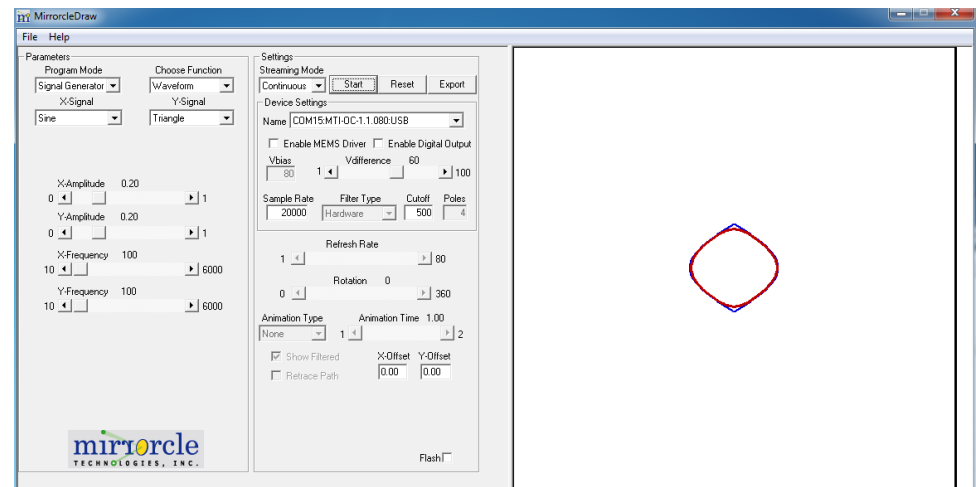 MirrorcleDraw
File Help
Parameters
Program Mode Choose Function
Signal Generator Waveform
X-Signal Y-Signal
Sine Triangle
X-Amplitude 0.20
0 1
Y-Amplitude 0.20
0 1
X-Frequency 100
10 6000
Y-Frequency 100
10 6000
mirrorcle
TECHNOLOGIES, INC.
Settings
Streaming Mode
Continuous Start Reset Export
Device Settings
Name COM15:MTI-OC-1.1.080:USB
Enable MEMS Driver Enable Digital Output
Vbias Vdifference 60
80 1 100
Sample Rate Filter Type Cutoff Poles
20000 Hardware 500 4
Refresh Rate
1 80
Rotation 0
0 360
Animation Type Animation Time 1.00
None 1 2
Show Filtered X-Offset Y-Offset
Retrace Path 0.00 0.00
Flash